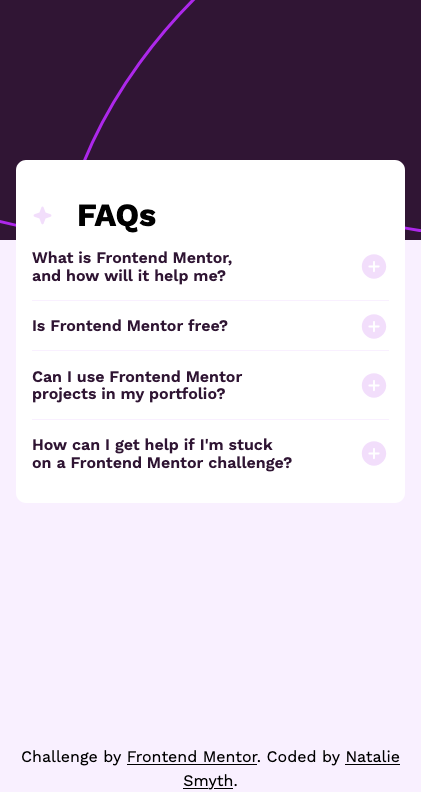 FAQs
What is Frontend Mentor,
and how will it help me?
Is Frontend Mentor free?
Can I use Frontend Mentor
projects in my portfolio?
How can I get help if I'm stuck
on a Frontend Mentor challenge?
Challenge by Frontend Mentor. Coded by Natalie
Smyth.